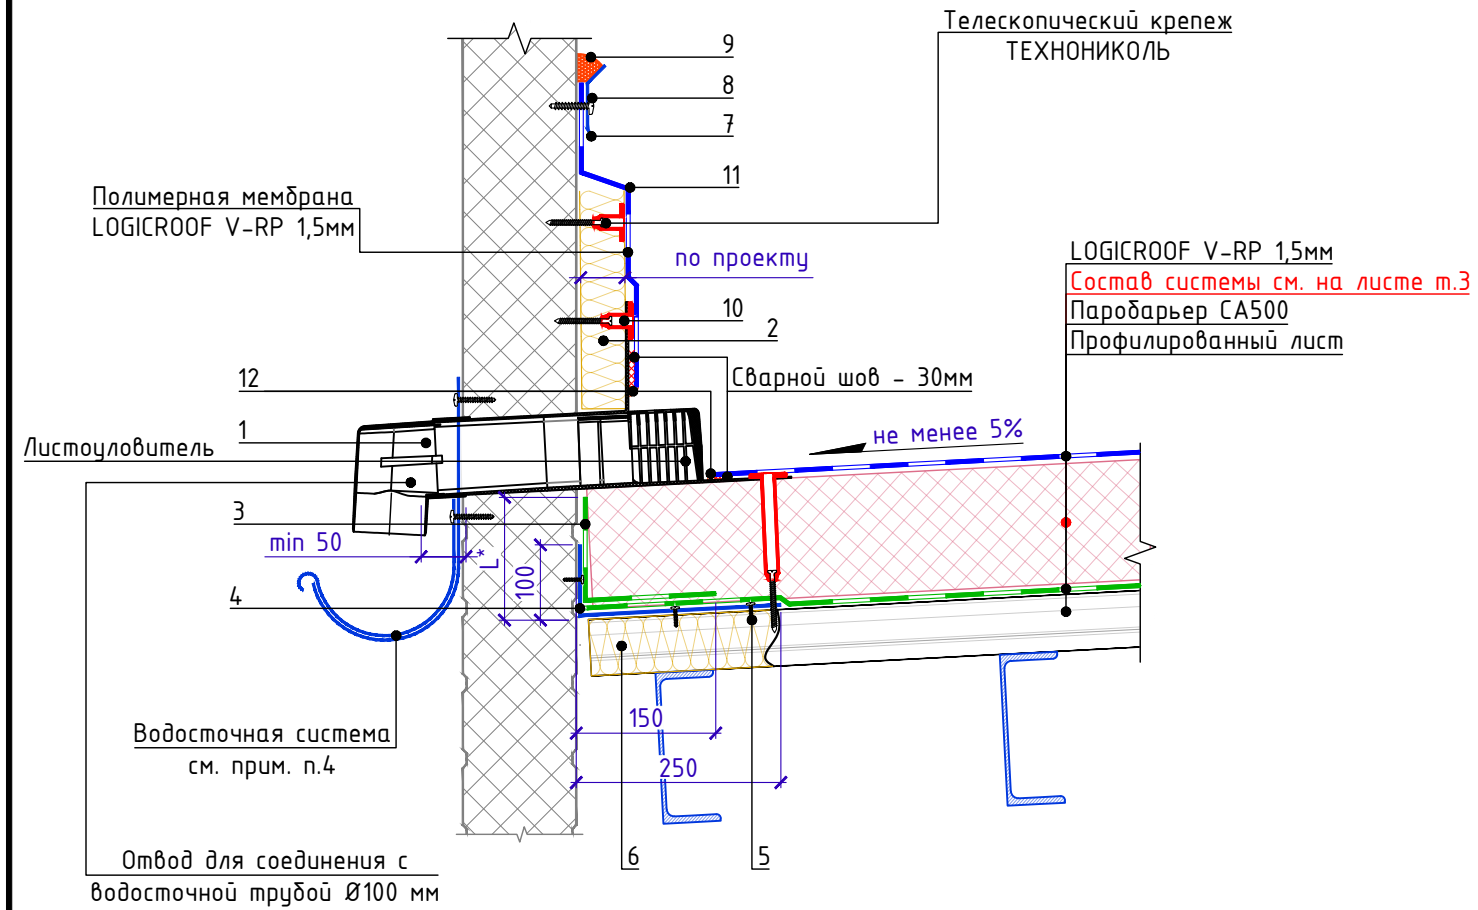 Телескопический крепеж
ТЕХНОНИКОЛЬ
9
8
7
11
Полимерная мембрана
LOGICROOF V-RP 1,5мм
по проекту
LOGICROOF V-RP 1,5мм
Состав системы см. на листе т.3
Паробарьер СА500
Профилированный лист
10
2
12
Сварной шов - 30мм
1
Листоуловитель
не менее 5%
3
min 50
L*
100
4
150
Водосточная система
см. прим. п.4
250
6
5
Отвод для соединения с
водосточной трубой Ø100 мм